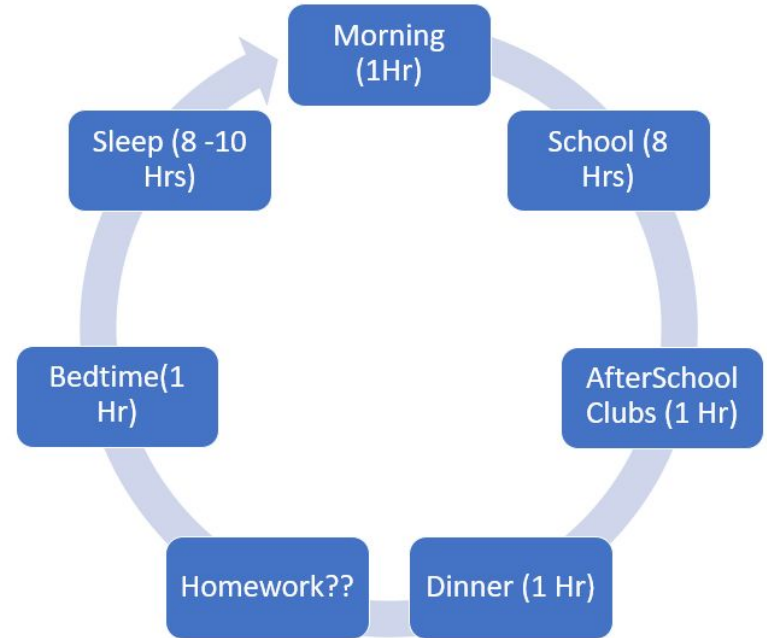 Morning
(1Hr)
School (8
Hrs)
AfterSchool
Clubs (1 Hr)
Dinner (1 Hr)
Homework??
Bedtime(1
Hr)
Sleep (8 -10
Hrs)